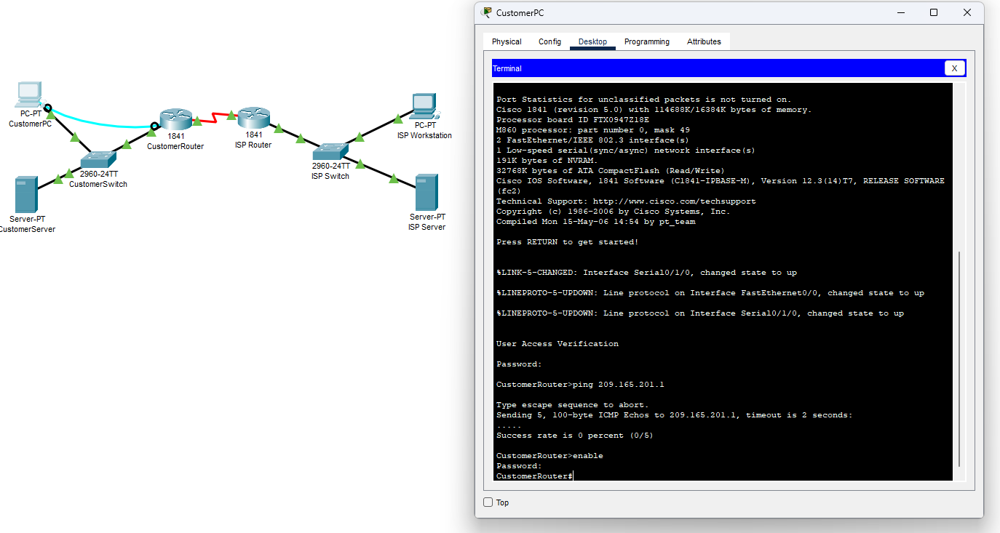 PC-PT
CustomerPC
1841
CustomerRouter
1841
ISP Router
PC-PT
ISP Workstation
2960-24TT
CustomerSwitch
2960-24TT
ISP Switch
Server-PT
CustomerServer
Server-PT
ISP Server
CustomerPC
Physical Config Desktop Programming Attributes
Terminal X
Port Statistics for unclassified packets is not turned on.
Cisco 1841 (revision 5.0) with 114688K/16384K bytes of memory.
Processor board ID FTX0947Z18E
M860 processor: part number 0, mask 49
2 FastEthernet/IEEE 802.3 interface(s)
1 Low-speed serial(sync/async) network interface(s)
191K bytes of NVRAM.
32768K bytes of ATA CompactFlash (Read/Write)
Cisco IOS Software, 1841 Software (C1841-IPBASE-M), Version 12.3(14)T7, RELEASE SOFTWARE
(fc2)
Technical Support: http://www.cisco.com/techsupport
Copyright (c) 1986-2006 by Cisco Systems, Inc.
Compiled Mon 15-May-06 14:54 by pt_team
Press RETURN to get started!
%LINK-5-CHANGED: Interface Serial0/1/0, changed state to up
%LINEPROTO-5-UPDOWN: Line protocol on Interface FastEthernet0/0, changed state to up
%LINEPROTO-5-UPDOWN: Line protocol on Interface Serial0/1/0, changed state to up
User Access Verification
Password:
CustomerRouter>ping 209.165.201.1
Type escape sequence to abort.
Sending 5, 100-byte ICMP Echos to 209.165.201.1, timeout is 2 seconds:
.....
Success rate is 0 percent (0/5)
CustomerRouter>enable
Password:
CustomerRouter#
Top